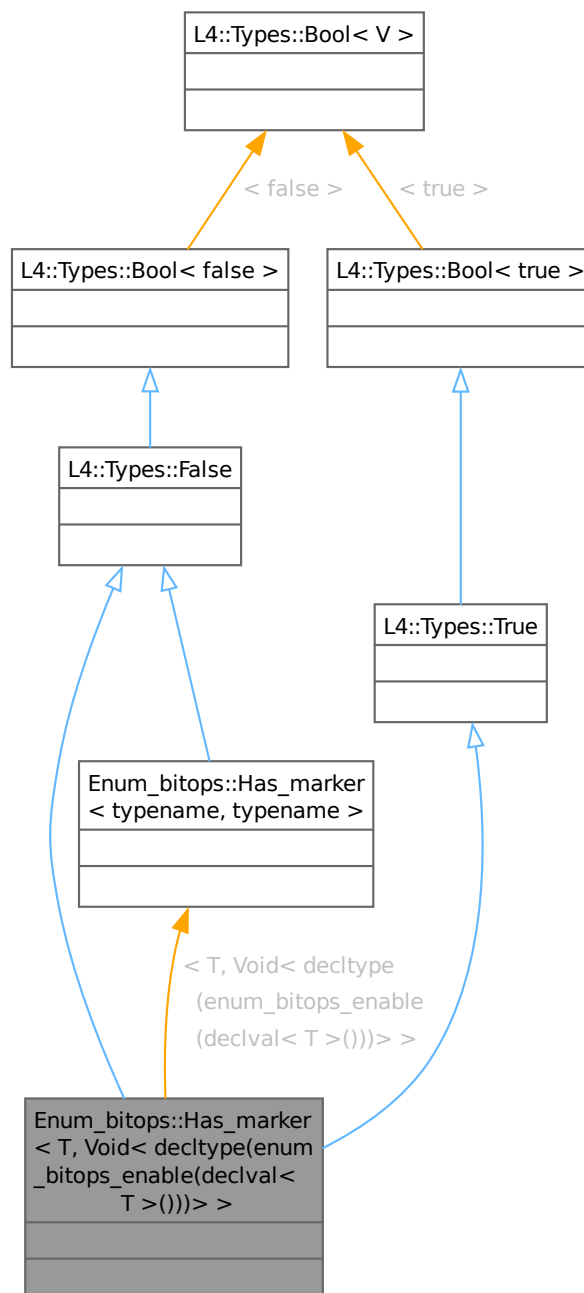 L4::Types::Bool< V >
< false >
< true >
L4::Types::Bool< false >
L4::Types::Bool< true >
L4::Types::False
L4::Types::True
Enum_bitops::Has_marker
< typename, typename >
< T, Void< decltype
(enum_bitops_enable
(declval< T >()))> >
Enum_bitops::Has_marker
< T, Void< decltype(enum
_bitops_enable(declval<
T >()))> >